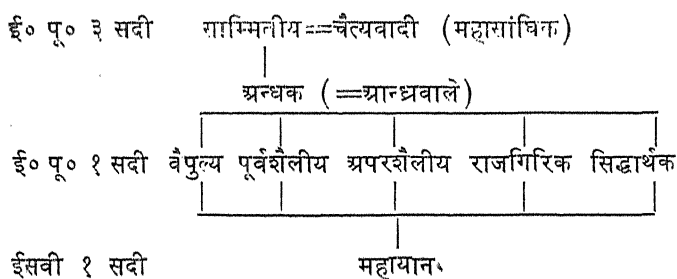 ई० पू० ३ सदी साम्मितीय==चैत्यवादी (महासांघिक)
अन्धक (==आन्ध्रवाले)
ई० पू० १ सदी वैपुल्य पूर्वशैलीय अपरशैलीय राजगिरिक सिद्धार्थक
ईसवी १ सदी महायान